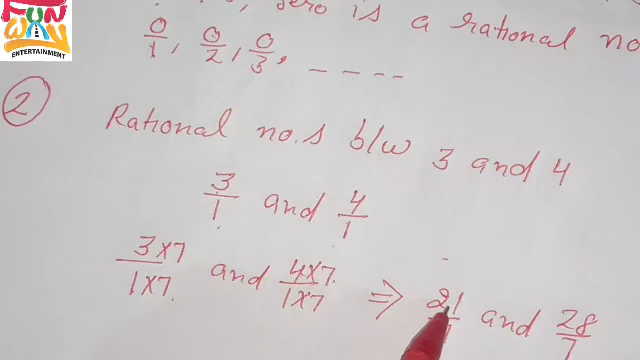 FUN
WAY
ENTERTAINMENT
zero is a rational no
0/1, 0/2, 0/3, ----
2 Rational no.s b/w 3 and 4
3/1 and 4/1
3x7/1x7 and 4x7/1x7 ⇒ 21/ and 28/7